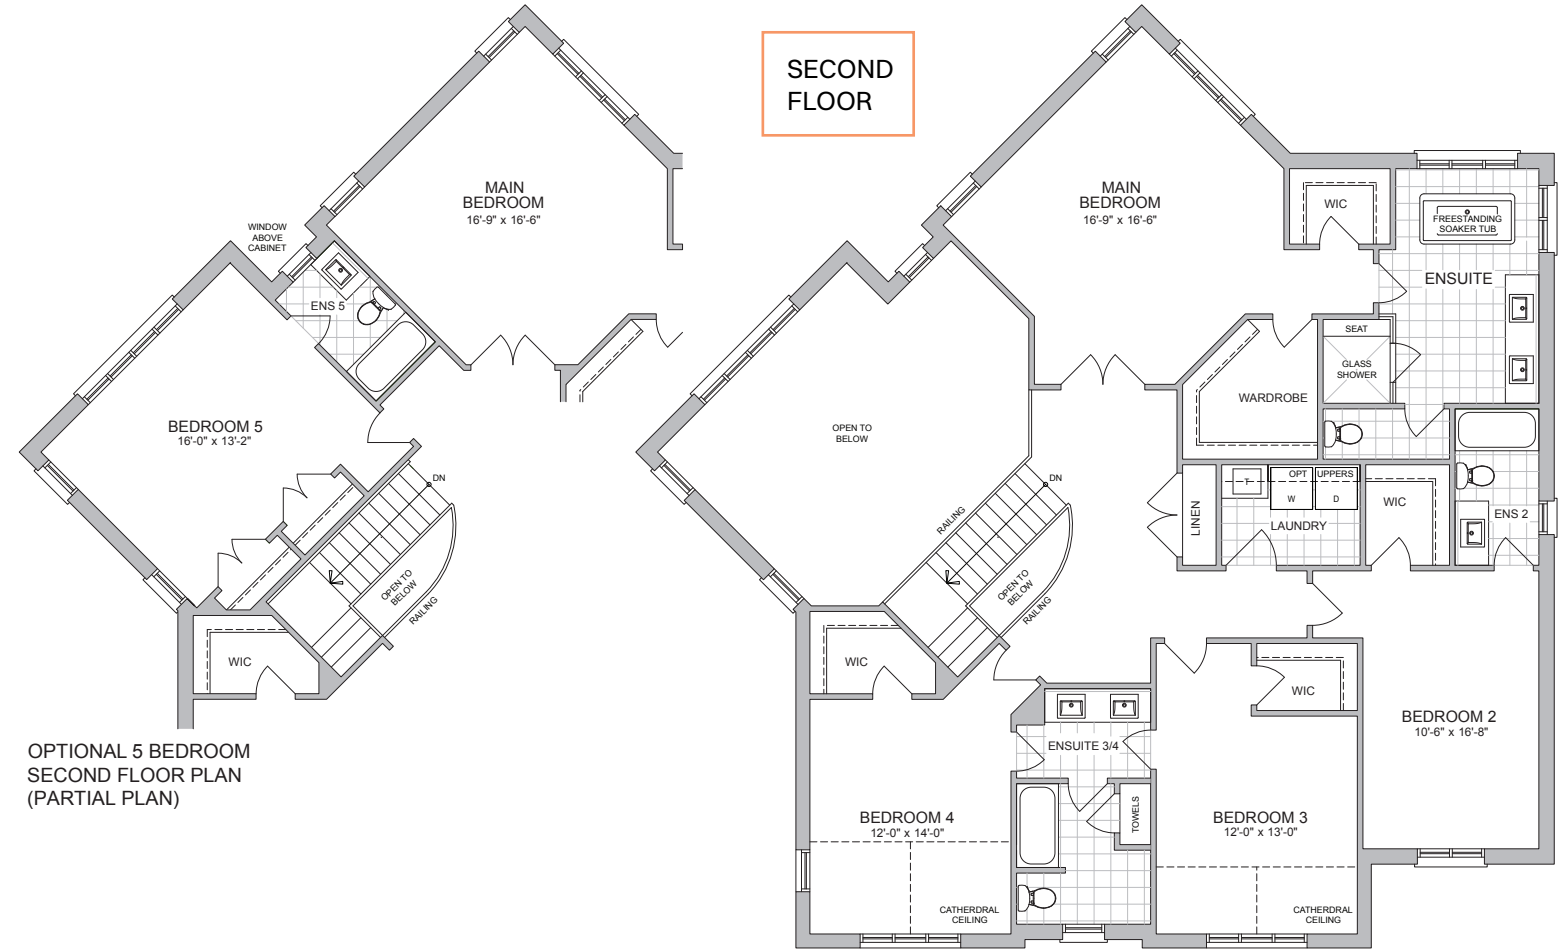 SECOND
FLOOR
MAIN
BEDROOM
16'-9" x 16'-6"
WINDOW
ABOVE
CABINET
ENS 5
BEDROOM 5
16'-0" x 13'-2"
DN
OPEN TO
BELOW
RAILING
WIC
OPTIONAL 5 BEDROOM
SECOND FLOOR PLAN
(PARTIAL PLAN)
MAIN
BEDROOM
16'-9" x 16'-6"
WIC
FREESTANDING
SOAKER TUB
ENSUITE
SEAT
GLASS
SHOWER
WARDROBE
OPEN TO
BELOW
RAILING
DN
OPEN TO
BELOW
RAILING
LINEN
T
OPT UPPERS
W
D
LAUNDRY
WIC
ENS 2
WIC
WIC
BEDROOM 2
10'-6" x 16'-8"
ENSUITE 3/4
TOWELS
BEDROOM 4
12'-0" x 14'-0"
CATHERDRAL
CEILING
BEDROOM 3
12'-0" x 13'-0"
CATHERDRAL
CEILING